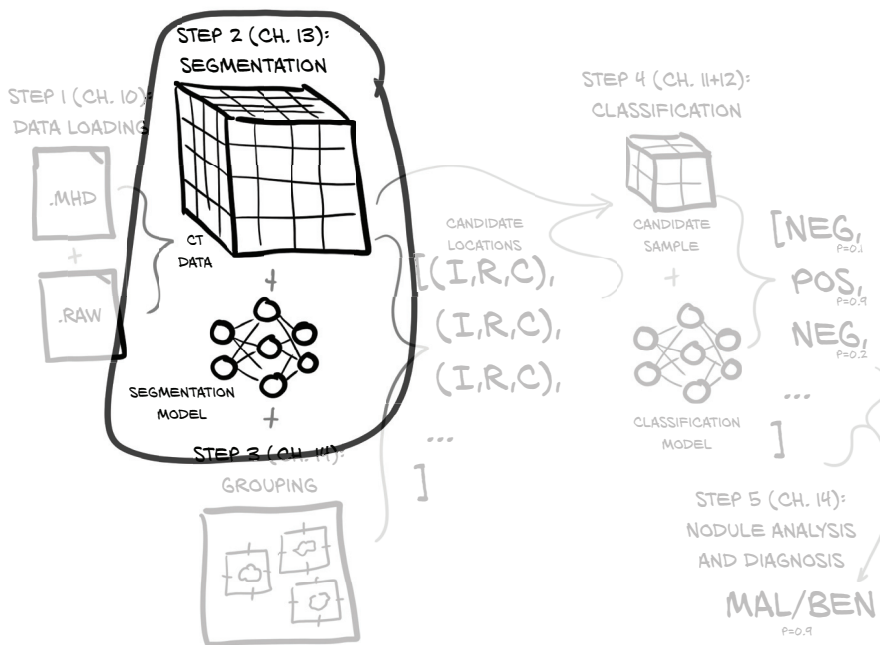 STEP 2 (CH. 13):
SEGMENTATION
STEP 1 (CH. 10):
DATA LOADING
.MHD
+
.RAW
CT
DATA
+
SEGMENTATION
MODEL
+
STEP 3 (CH. 14):
GROUPING
CANDIDATE
LOCATIONS
[(I,R,C),
(I,R,C),
(I,R,C),
...
]
STEP 4 (CH. 11+12):
CLASSIFICATION
CANDIDATE
SAMPLE
+
CLASSIFICATION
MODEL
[NEG,
P=0.1
POS,
P=0.9
NEG,
P=0.2
...
]
STEP 5 (CH. 14):
NODULE ANALYSIS
AND DIAGNOSIS
MAL/BEN
P=0.9